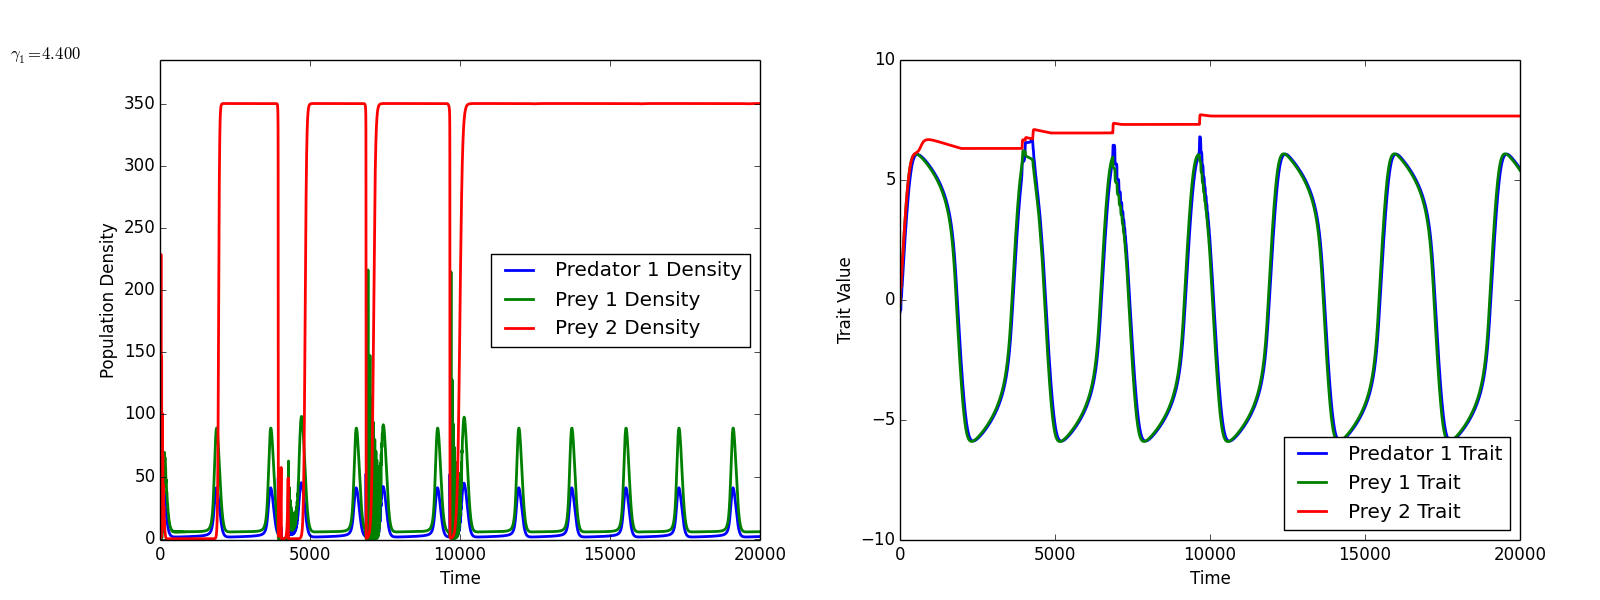 γ₁=4.400
350
300
250
200
150
100
50
0
Population Density
0 5000 10000 15000 20000
Time
Predator 1 Density
Prey 1 Density
Prey 2 Density
10
5
0
−5
−10
Trait Value
0 5000 10000 15000 20000
Time
Predator 1 Trait
Prey 1 Trait
Prey 2 Trait